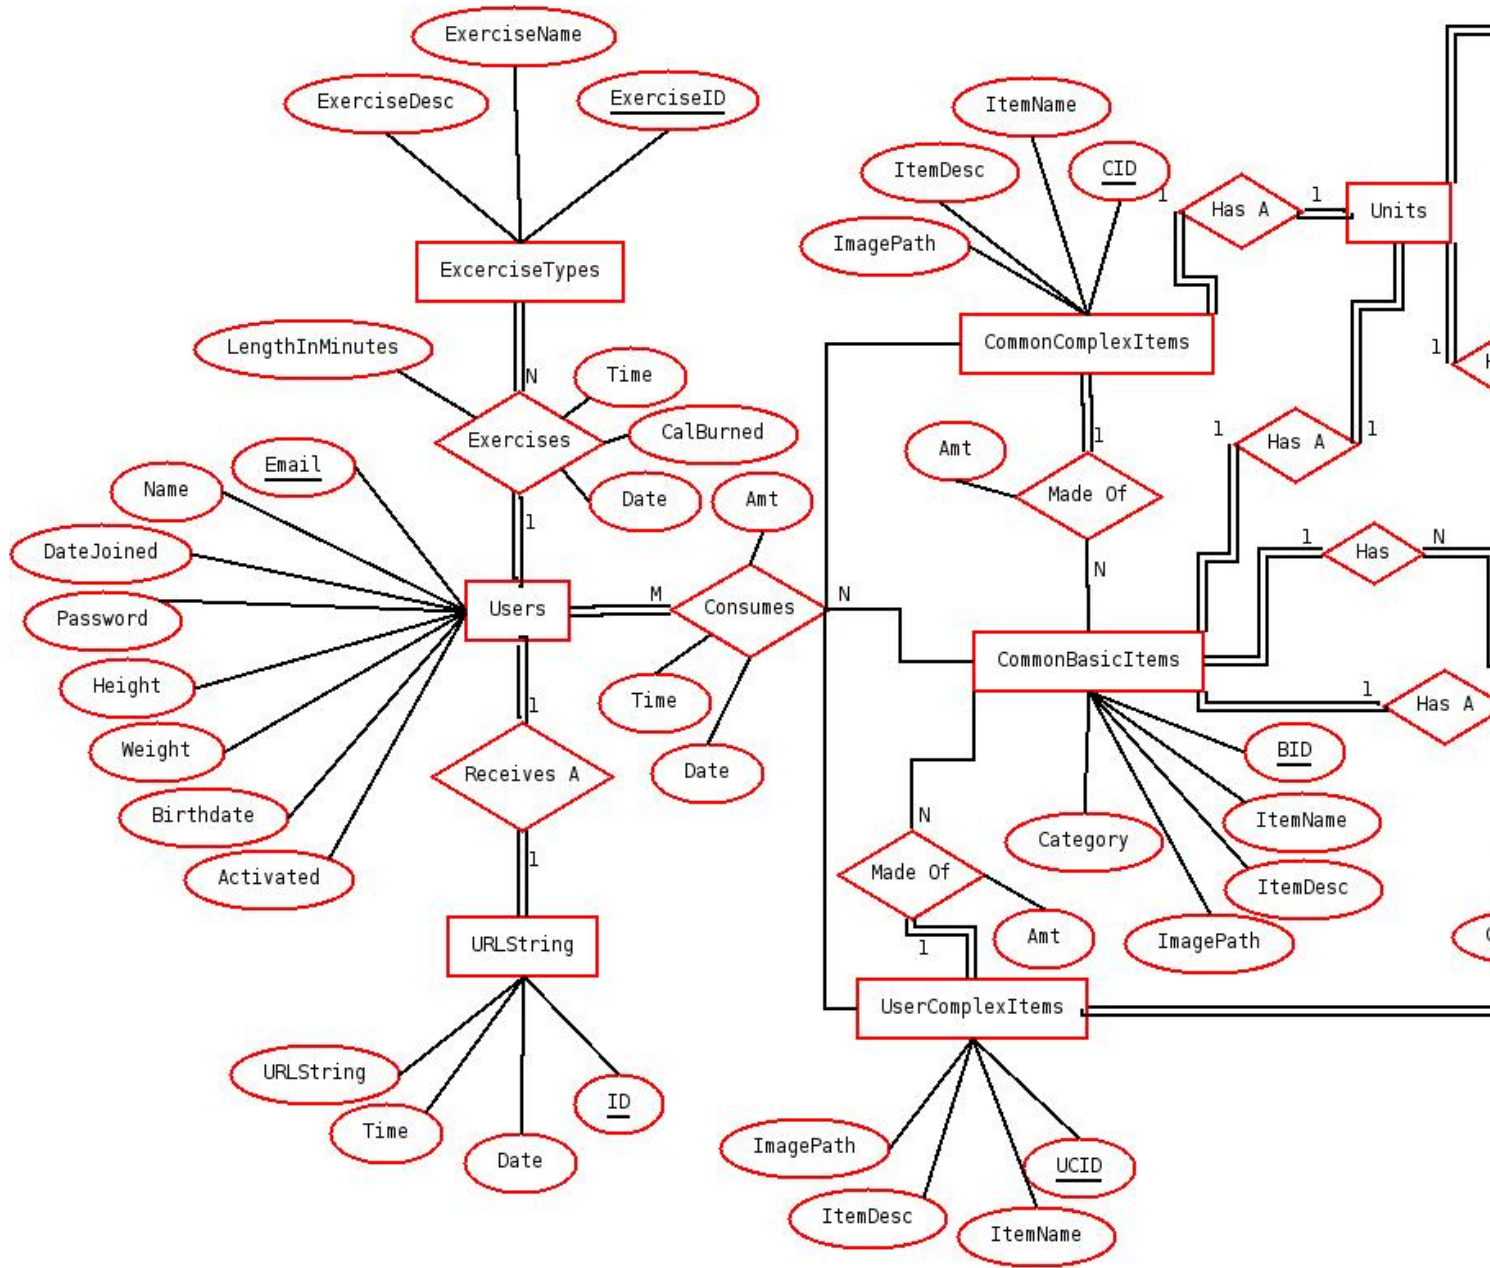 ExerciseName
ExerciseDesc
ExerciseID
ExcerciseTypes
LengthInMinutes
N
Time
Exercises
CalBurned
Date
1
Email
Name
DateJoined
Password
Height
Weight
Birthdate
Activated
Users
M
Consumes
N
Amt
Time
Date
1
Receives A
1
URLString
URLString
Time
Date
ID
ItemName
ItemDesc
CID
ImagePath
CommonComplexItems
1
Has A
1
Units
1
1
Made Of
Amt
N
1
Has A
1
1
Has
N
CommonBasicItems
1
Has A
BID
ItemName
ItemDesc
ImagePath
Category
N
Made Of
Amt
1
UserComplexItems
ImagePath
ItemDesc
ItemName
UCID